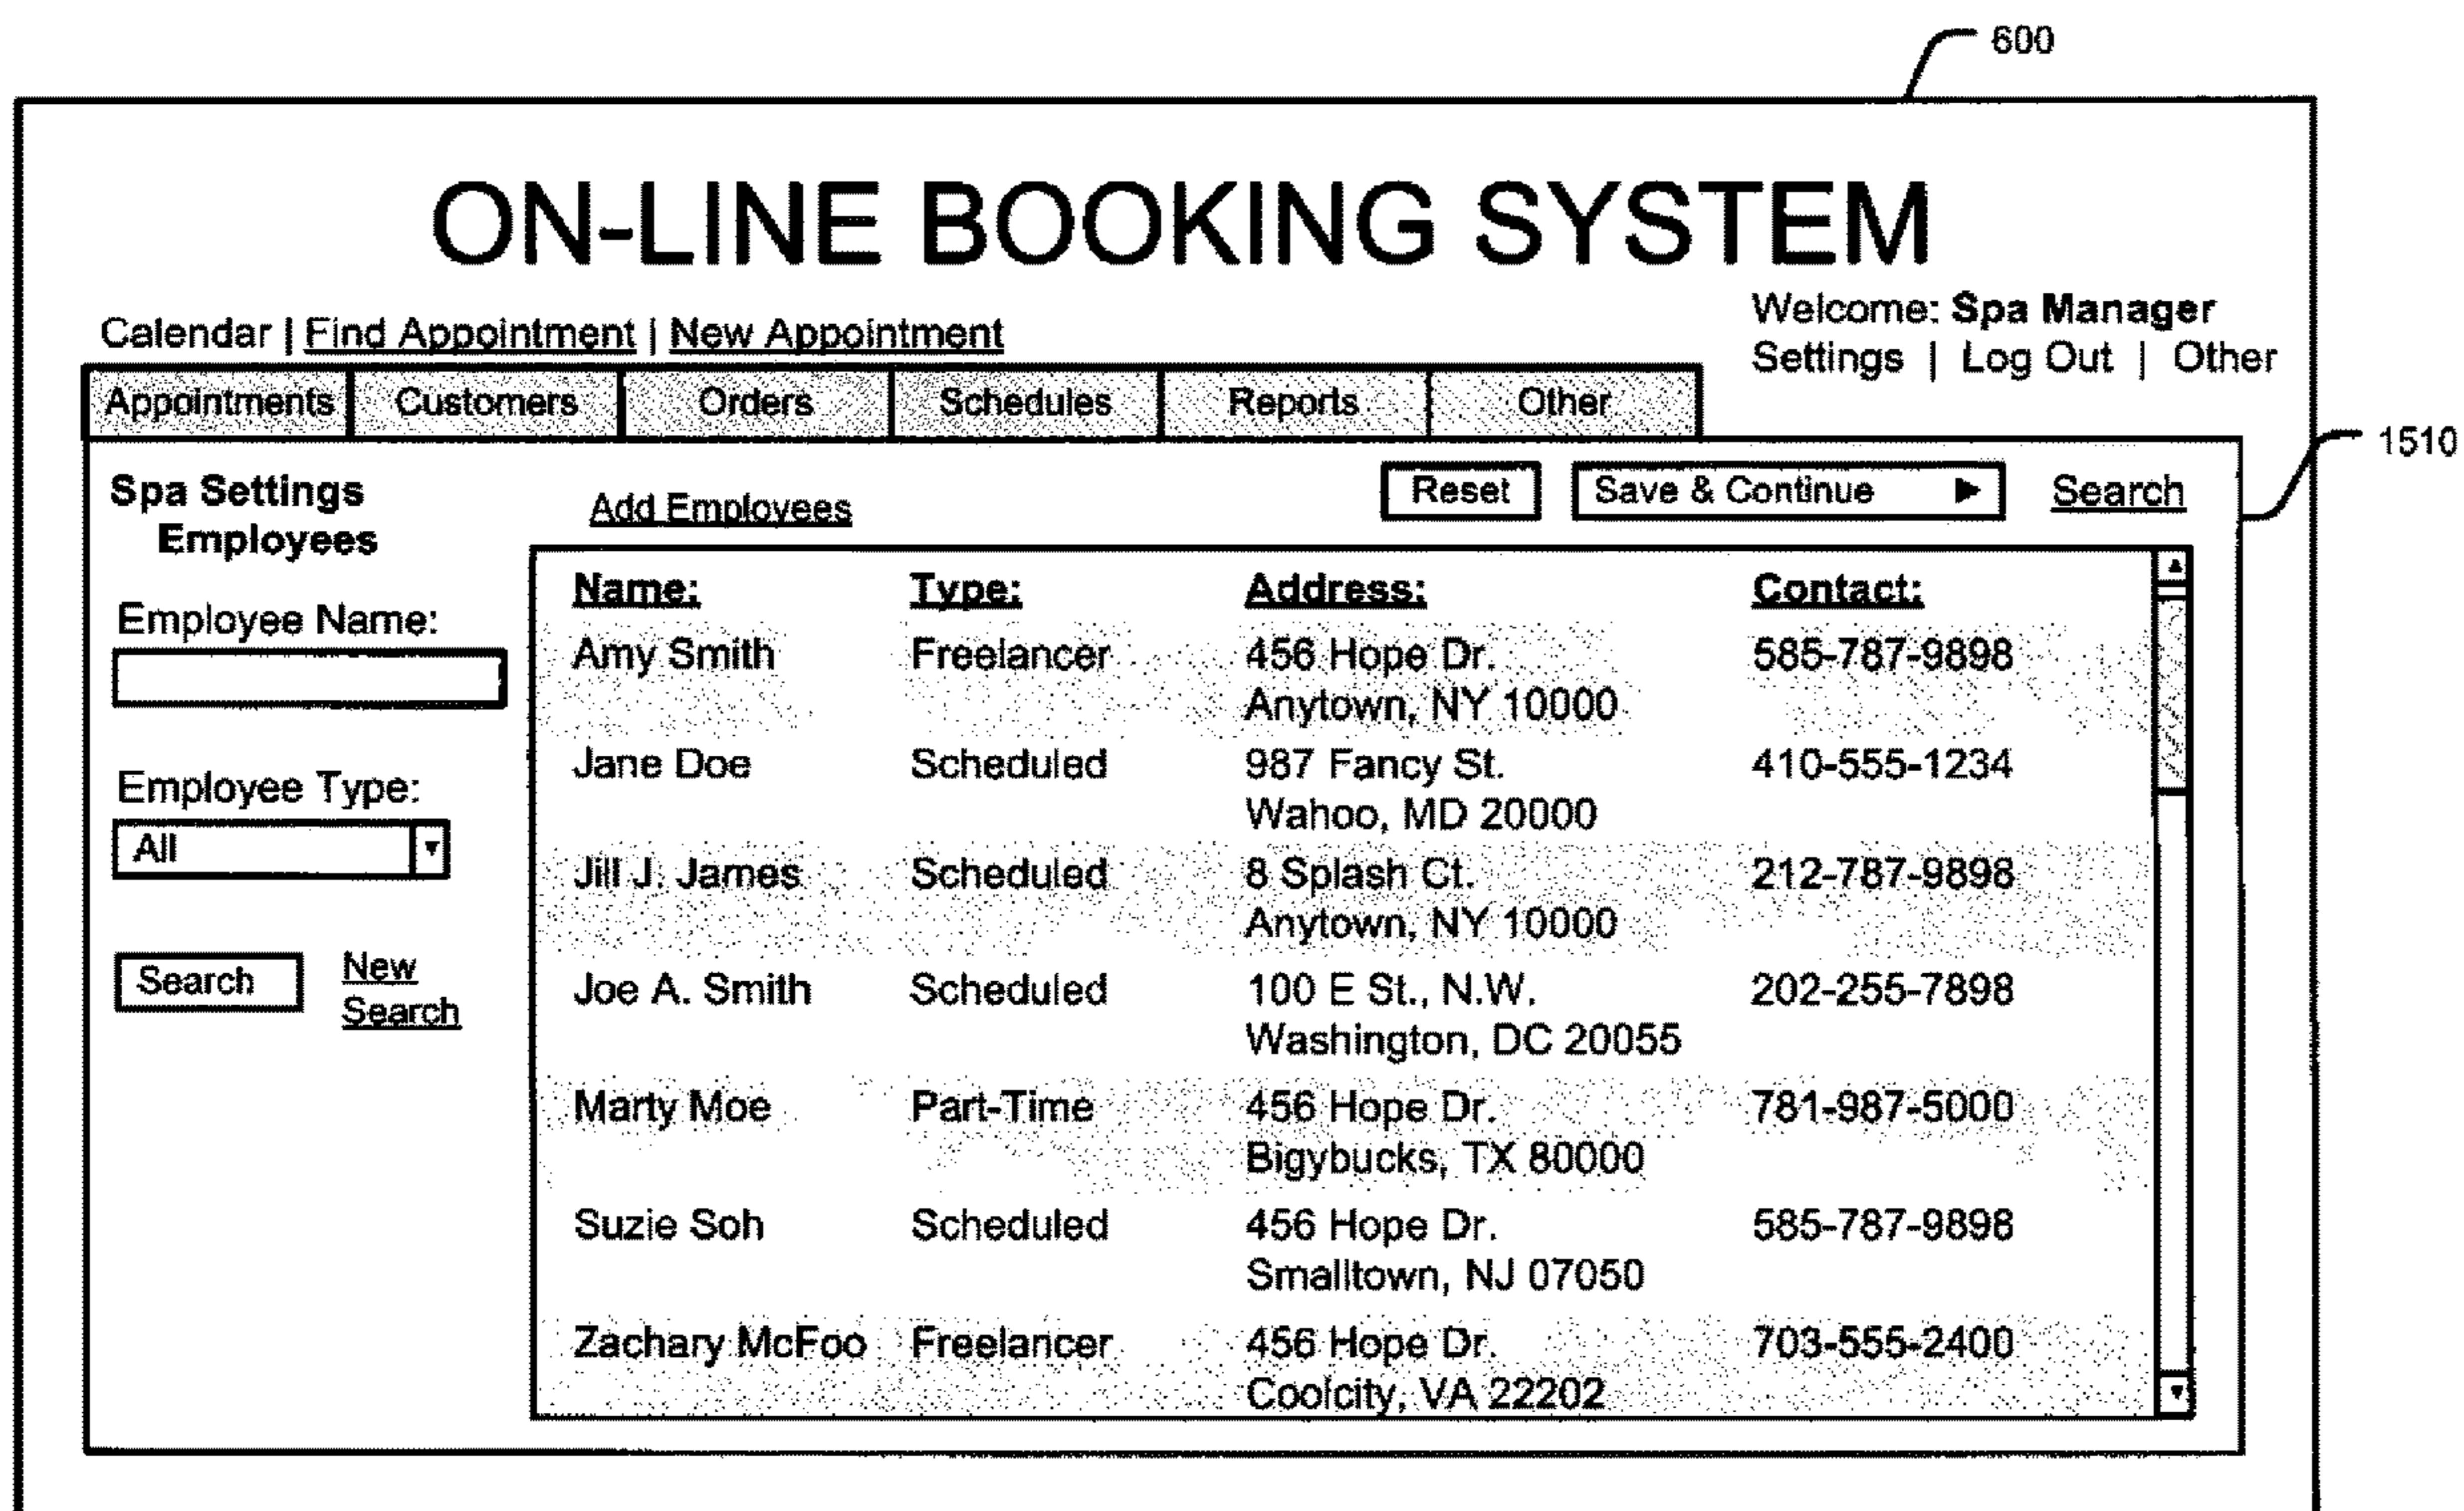 600
ON-LINE BOOKING SYSTEM
Welcome: Spa Manager
Calendar | Find Appointment | New Appointment
Settings | Log Out | Other
Appointments Customers Orders Schedules Reports Other
1510
Spa Settings
Employees
Add Employees Reset Save & Continue Search
Employee Name:
Employee Type:
All
Search New
Search
Name: Type: Address: Contact:
Amy Smith Freelancer 456 Hope Dr. 585-787-9898
Anytown, NY 10000
Jane Doe Scheduled 987 Fancy St. 410-555-1234
Wahoo, MD 20000
Jill J. James Scheduled 8 Splash Ct. 212-787-9898
Anytown, NY 10000
Joe A. Smith Scheduled 100 E St., N.W. 202-255-7898
Washington, DC 20055
Marty Moe Part-Time 456 Hope Dr. 781-987-5000
Bigybucks, TX 80000
Suzie Soh Scheduled 456 Hope Dr. 585-787-9898
Smalltown, NJ 07050
Zachary McFoo Freelancer 456 Hope Dr. 703-555-2400
Coolcity, VA 22202